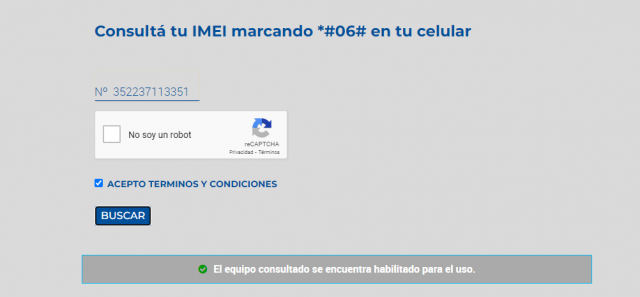 Consultá tu IMEI marcando *#06# en tu celular
Nº 352237113351
No soy un robot
reCAPTCHA
Privacidad - Términos
ACEPTO TERMINOS Y CONDICIONES
BUSCAR
El equipo consultado se encuentra habilitado para el uso.